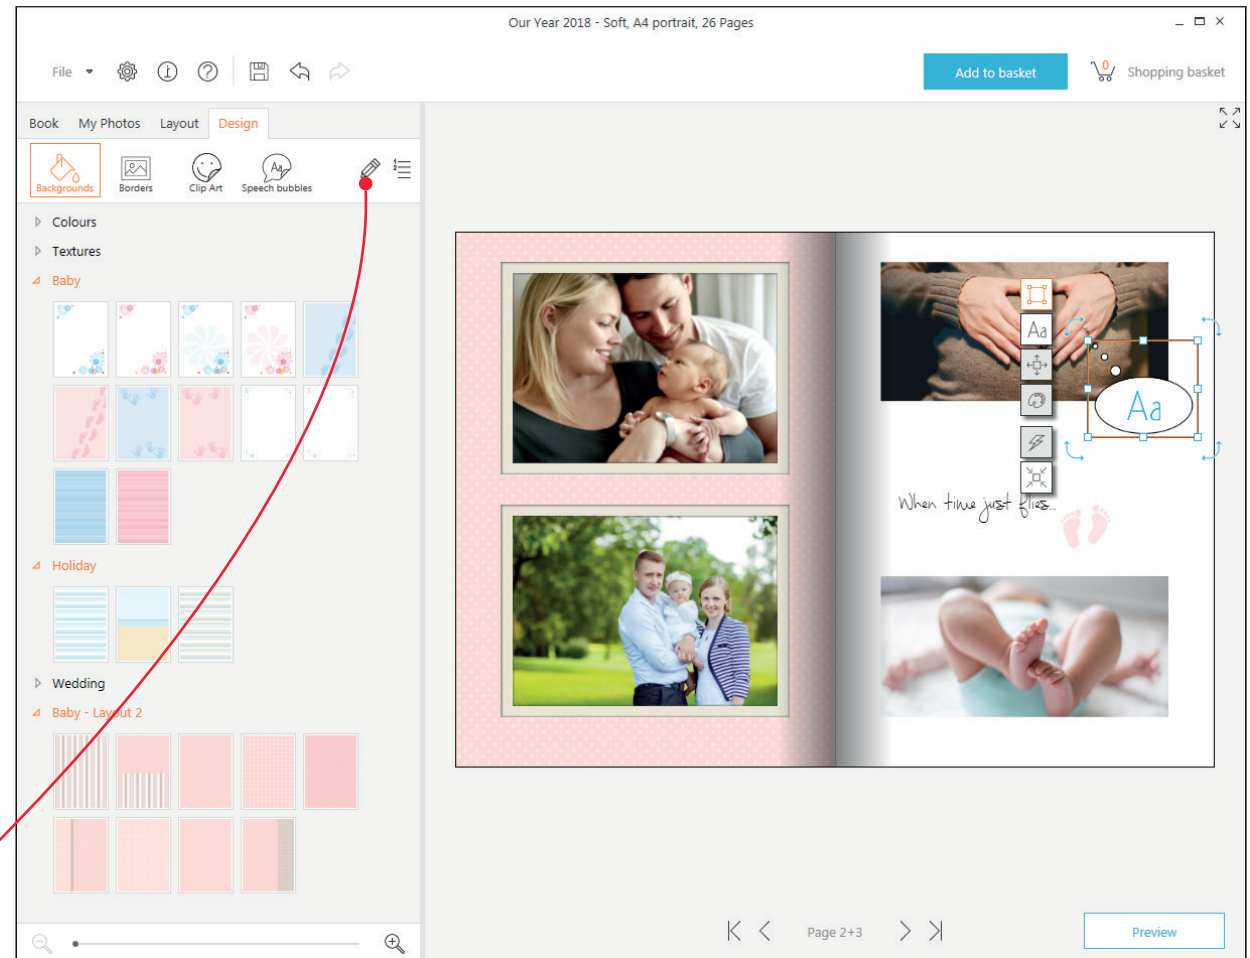 Our Year 2018 - Soft, A4 portrait, 26 Pages
File
Add to basket
0
Shopping basket
Book My Photos Layout Design
Backgrounds Borders Clip Art Aa Speech bubbles
Colours
Textures
Baby
Holiday
Wedding
Baby - Layout 2
Aa
Aa
When time just flies...
Page 2+3
Preview